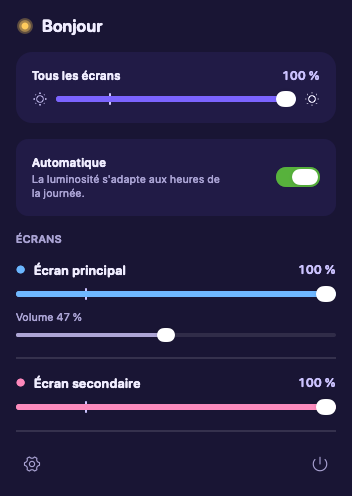 Bonjour
Tous les écrans 100 %
Automatique
La luminosité s'adapte aux heures de
la journée.
ÉCRANS
Écran principal 100 %
Volume 47 %
Écran secondaire 100 %